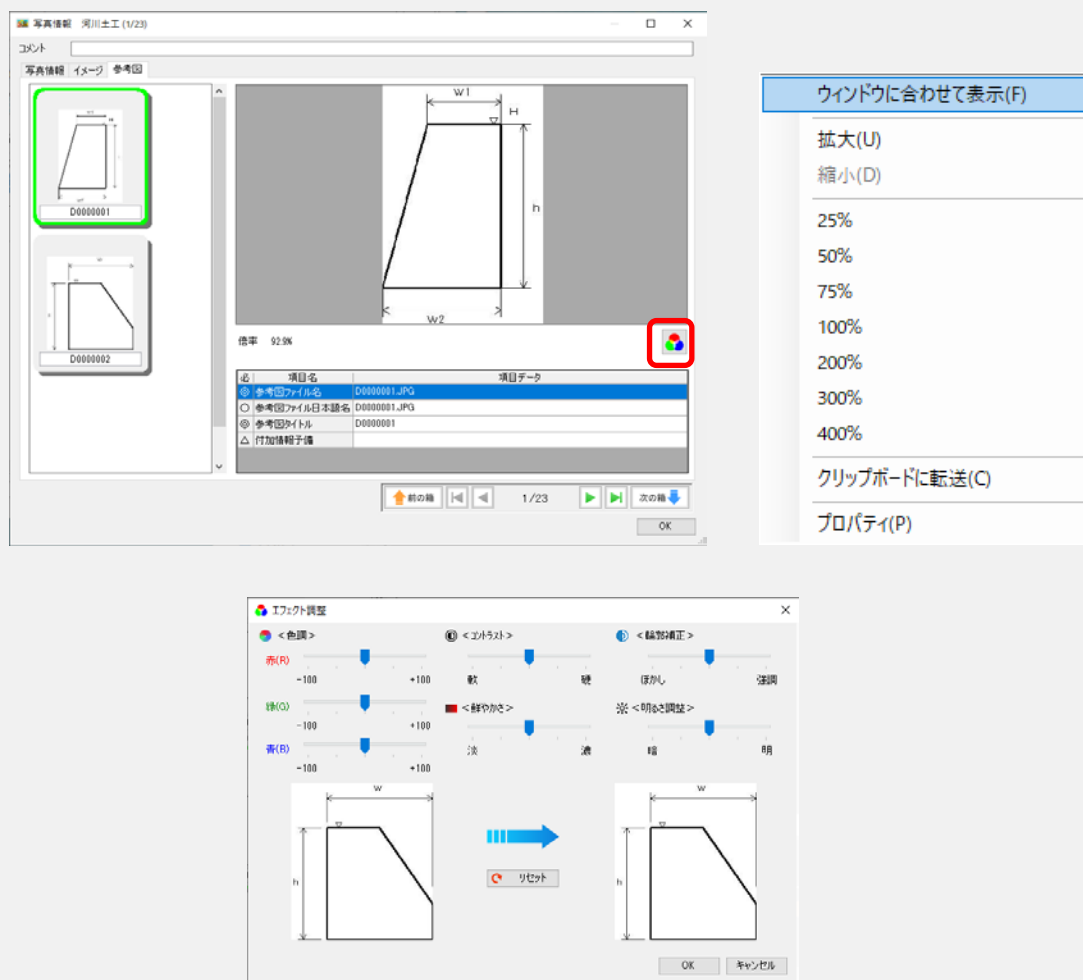 写真情報 河川土工 (1/23)
コメント
写真情報 イメージ 参考図
D0000001
D0000002
W1
H
h
W2
倍率 92.9%
必 項目名 項目データ
◎ 参考図ファイル名 D0000001.JPG
○ 参考図ファイル日本語名 D0000001.JPG
◎ 参考図タイトル D0000001
△ 付加情報予備
前の箱 1/23 次の箱
OK
ウィンドウに合わせて表示(F)
拡大(U)
縮小(D)
25%
50%
75%
100%
200%
300%
400%
クリップボードに転送(C)
プロパティ(P)
エフェクト調整
<色調> <コントラスト> <輪郭補正>
赤(R)
-100 +100 軟 硬 ぼかし 強調
緑(G) <鮮やかさ> <明るさ調整>
-100 +100
青(B) 淡 濃 暗 明
-100 +100
W W
h h
リセット
OK キャンセル